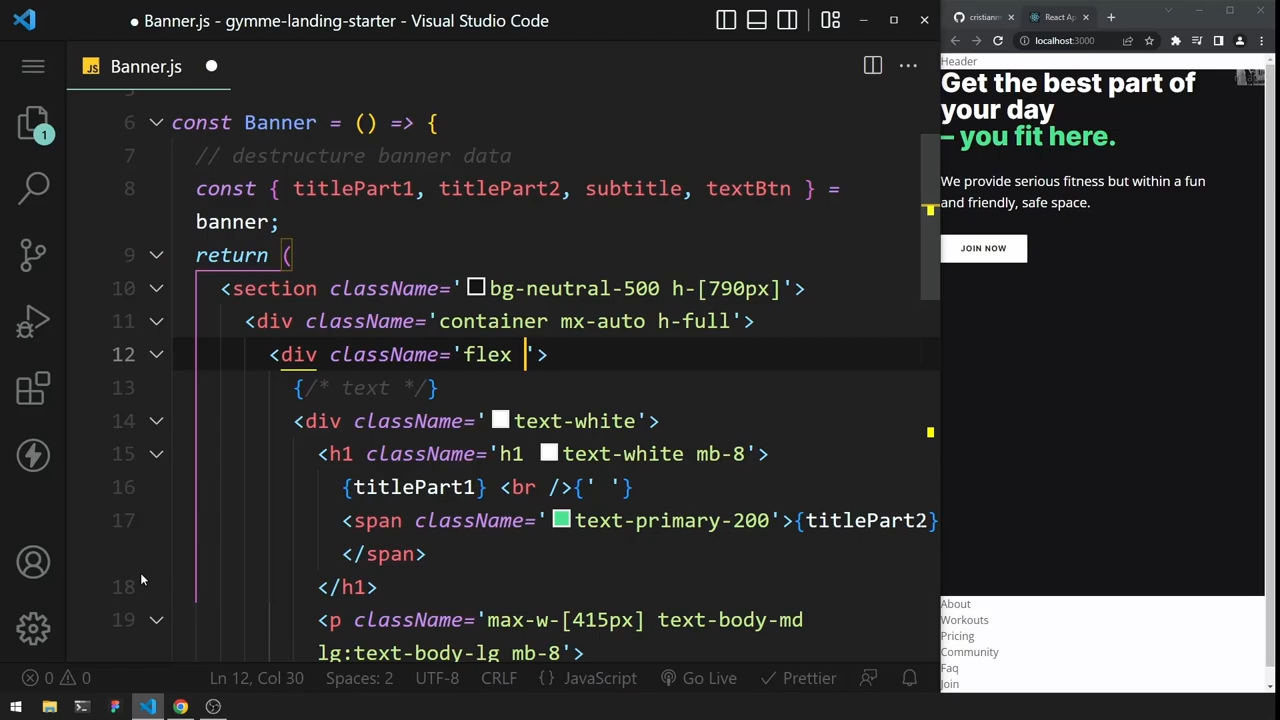 Banner.js - gymme-landing-starter - Visual Studio Code
JS Banner.js
5
6 const Banner = () => {
7 // destructure banner data
8 const { titlePart1, titlePart2, subtitle, textBtn } =
banner;
9 return (
10 <section className='bg-neutral-500 h-[790px]'>
11 <div className='container mx-auto h-full'>
12 <div className='flex '>
13 {/* text */}
14 <div className='text-white'>
15 <h1 className='h1 text-white mb-8'>
16 {titlePart1} <br />{' '}
17 <span className='text-primary-200'>{titlePart2}
</span>
18 </h1>
19 <p className='max-w-[415px] text-body-md
lg:text-body-lg mb-8'>
1
0 0 Ln 12, Col 30 Spaces: 2 UTF-8 CRLF {} JavaScript Go Live Prettier
cristiann
React Ap
localhost:3000
Header
Get the best part of
your day
– you fit here.
We provide serious fitness but within a fun
and friendly, safe space.
JOIN NOW
About
Workouts
Pricing
Community
Faq
Join